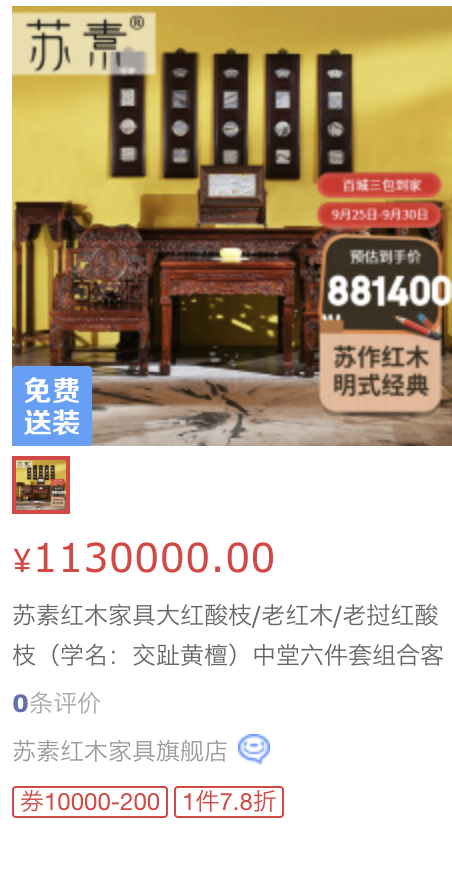 苏素®
百城三包到家
9月25日-9月30日
预估到手价
881400
苏作红木
明式经典
免费
送装
¥1130000.00
苏素红木家具大红酸枝/老红木/老挝红酸
枝（学名：交趾黄檀）中堂六件套组合客
0条评价
苏素红木家具旗舰店
券10000-200
1件7.8折